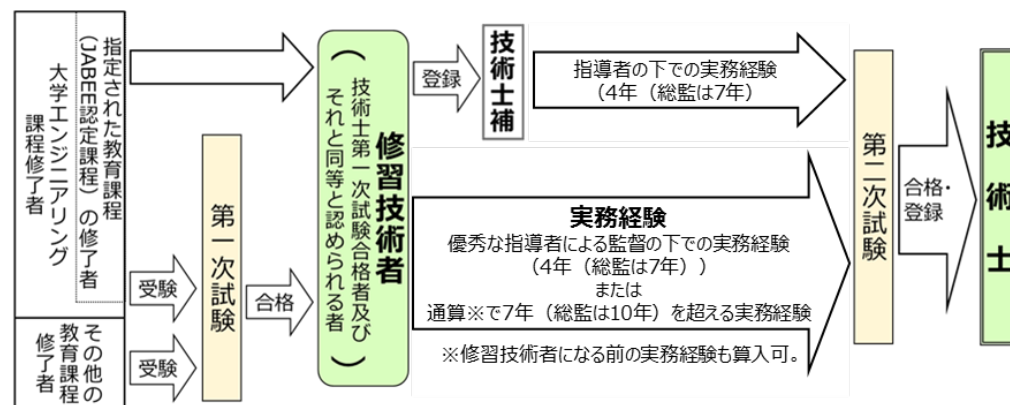 指定された教育課程
（JABEE認定課程）の修了者
大学エンジニアリング
課程修了者
その他の
教育課程
修了者
受験
受験
第一次試験
合格
修習技術者
（技術士第一次試験合格者及び
それと同等と認められる者）
登録
技術士補
指導者の下での実務経験
（4年（総監は7年）
実務経験
優秀な指導者による監督の下での実務経験
（4年（総監は7年））
または
通算※で7年（総監は10年）を超える実務経験
※修習技術者になる前の実務経験も算入可。
第二次試験
合格・
登録
技術士